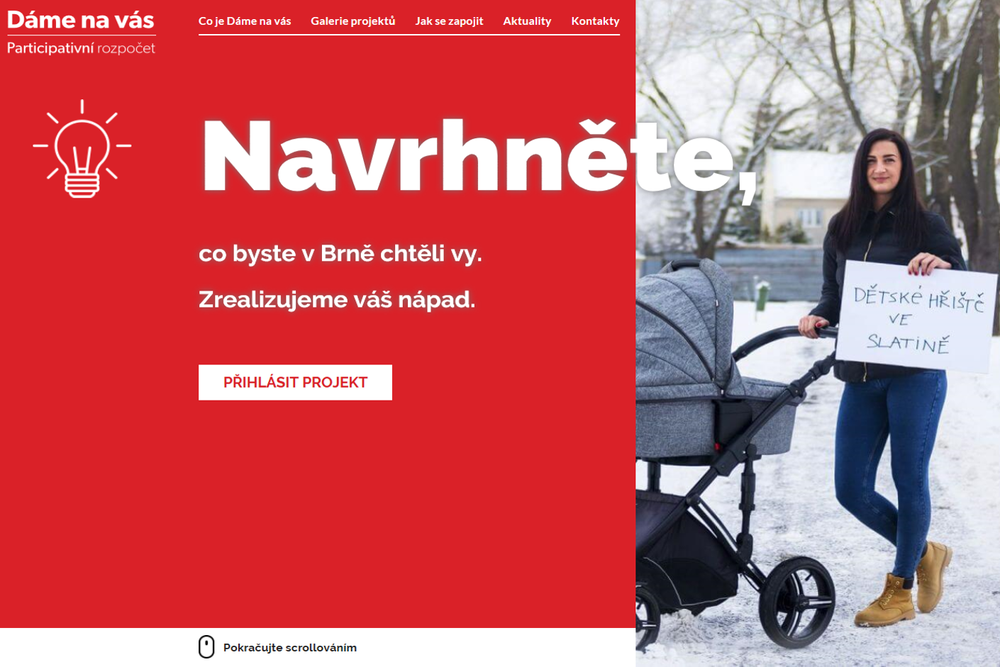 Dáme na vás
Participativní rozpočet
Co je Dáme na vás Galerie projektů Jak se zapojit Aktuality Kontakty
Navrhněte,
co byste v Brně chtěli vy.
Zrealizujeme váš nápad.
PŘIHLÁSIT PROJEKT
DĚTSKÉ HŘIŠTĚ
VE
SLATINĚ
Pokračujte scrollováním